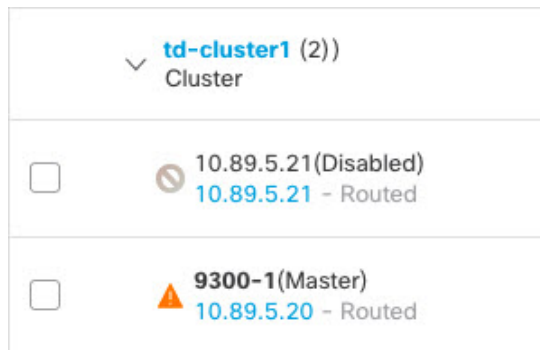 td-cluster1 (2))
Cluster
10.89.5.21(Disabled)
10.89.5.21 - Routed
9300-1(Master)
10.89.5.20 - Routed